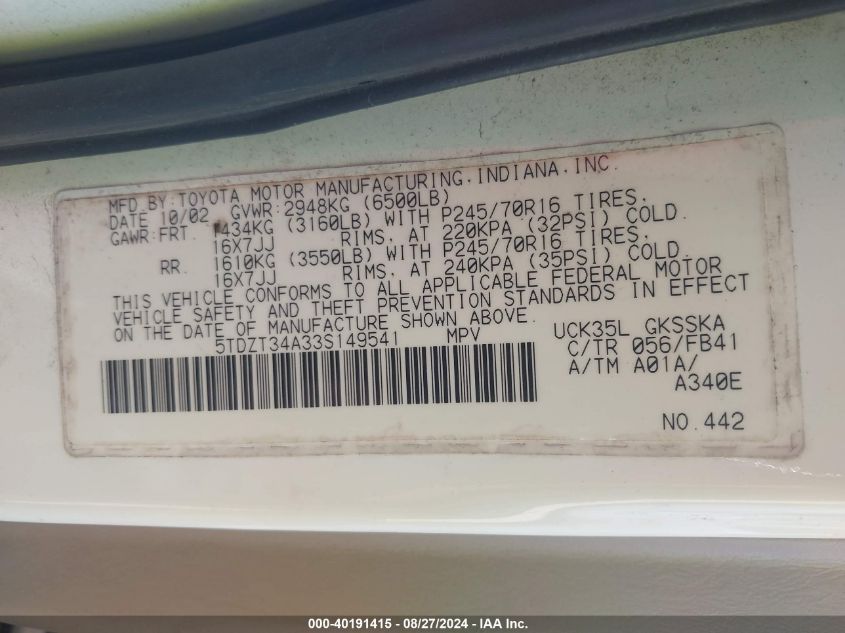 MFD.BY:TOYOTA MOTOR MANUFACTURING,INDIANA,INC.
DATE 10/02 GVWR:2948KG (6500LB)
GAWR:FRT 1434KG (3160LB) WITH P245/70R16 TIRES,
16X7JJ RIMS, AT 220KPA (32PSI) COLD.
RR. 1610KG (3550LB) WITH P245/70R16 TIRES,
16X7JJ RIMS, AT 240KPA (35PSI) COLD.
THIS VEHICLE CONFORMS TO ALL APPLICABLE FEDERAL MOTOR
VEHICLE SAFETY AND THEFT PREVENTION STANDARDS IN EFFECT
ON THE DATE OF MANUFACTURE SHOWN ABOVE.
5TDZT34A33S149541 MPV UCK35L GKSSKA
C/TR 056/FB41
A/TM A01A/
A340E
NO.442
000-40191415 - 08/27/2024 - IAA Inc.